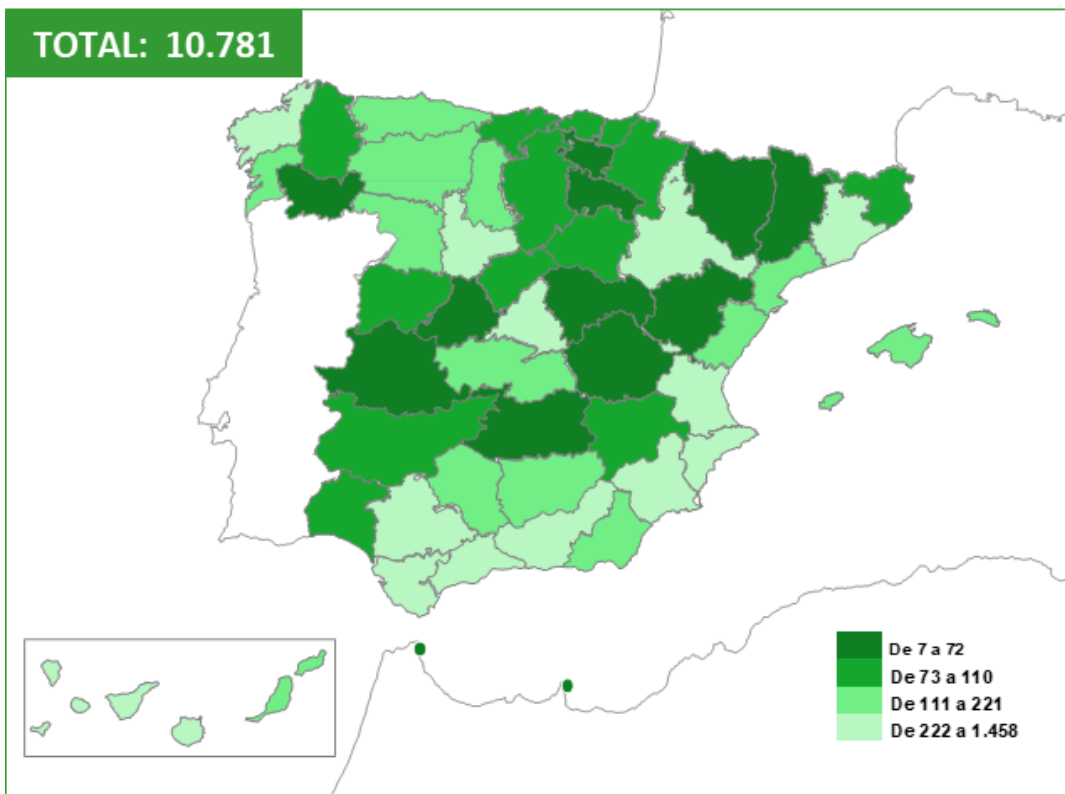 TOTAL: 10.781
De 7 a 72
De 73 a 110
De 111 a 221
De 222 a 1.458